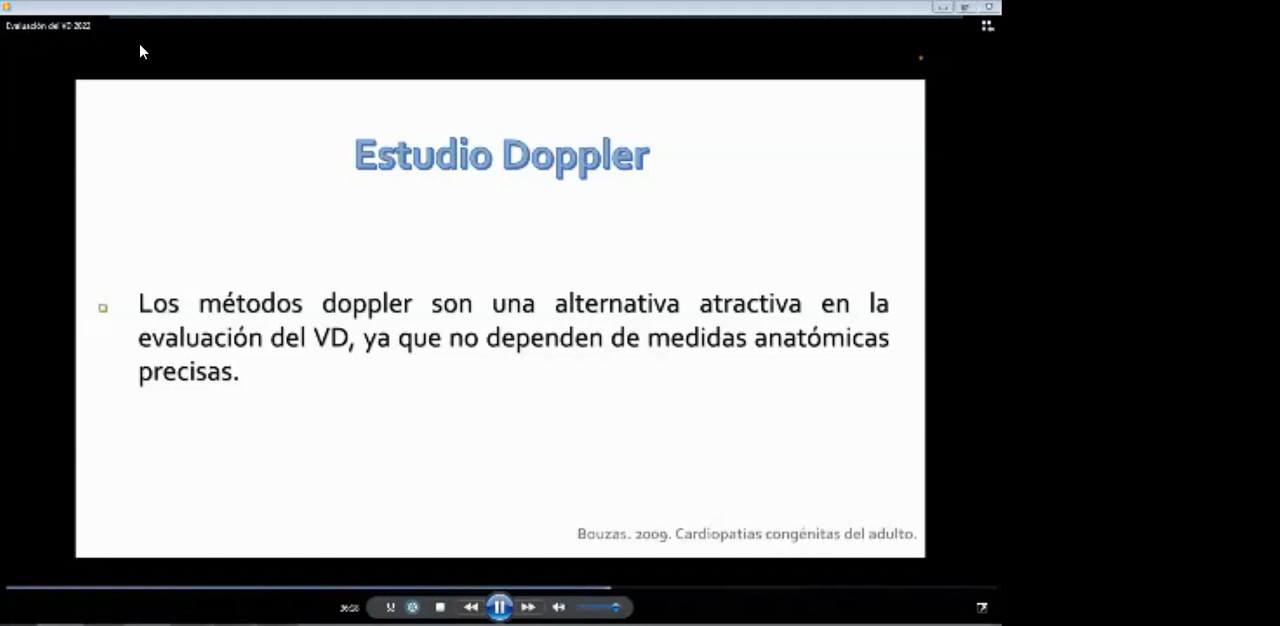 Evaluación del VD 2022
Estudio Doppler
Los métodos doppler son una alternativa atractiva en la
evaluación del VD, ya que no dependen de medidas anatómicas
precisas.
Bouzas. 2009. Cardiopatias congénitas del adulto.